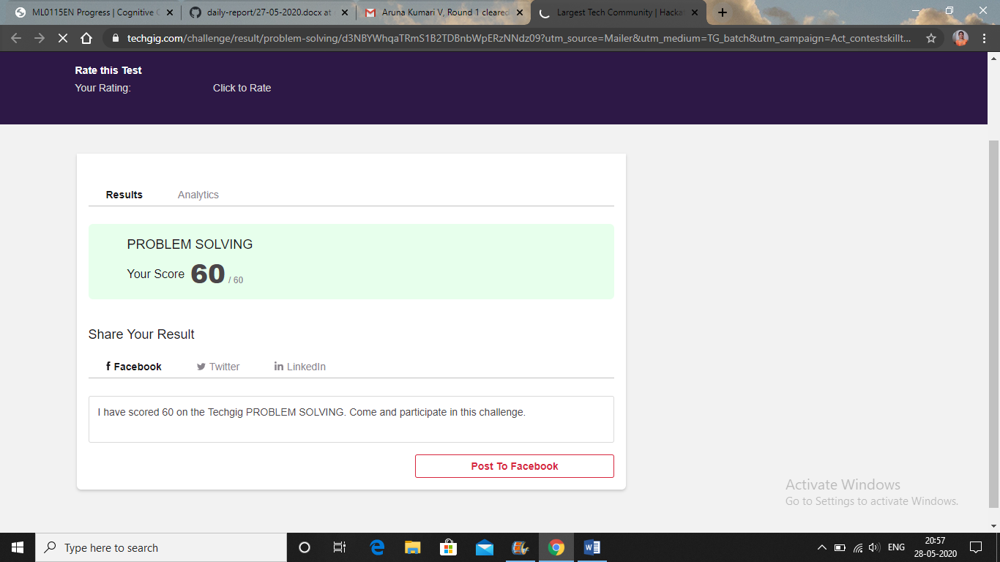 ML0115EN Progress | Cognitive C
daily-report/27-05-2020.docx at
Aruna Kumari V, Round 1 cleared
Largest Tech Community | Hacka
techgig.com/challenge/result/problem-solving/d3NBYWhqaTRmS1B2TDBnbWpERzNNdz09?utm_source=Mailer&utm_medium=TG_batch&utm_campaign=Act_contestskillt...
Rate this Test
Your Rating: Click to Rate
Results Analytics
PROBLEM SOLVING
Your Score 60 / 60
Share Your Result
f Facebook Twitter in LinkedIn
I have scored 60 on the Techgig PROBLEM SOLVING. Come and participate in this challenge.
Post To Facebook
Activate Windows
Go to Settings to activate Windows.
Type here to search
ENG
20:57
28-05-2020